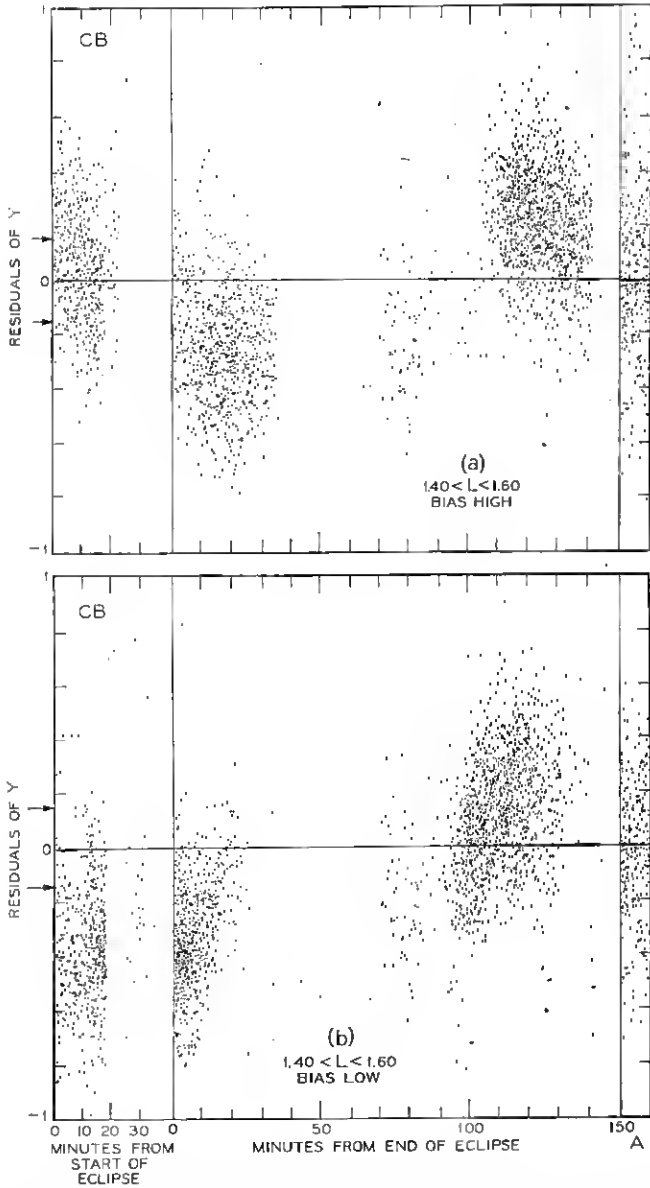 1
CB
RESIDUALS OF Y
0
(a)
1.40 < L < 1.60
BIAS HIGH
-1
1
CB
RESIDUALS OF Y
0
(b)
1.40 < L < 1.60
BIAS LOW
-1
0 10 20 30 0 50 100 150
MINUTES FROM
START OF
ECLIPSE
MINUTES FROM END OF ECLIPSE
A